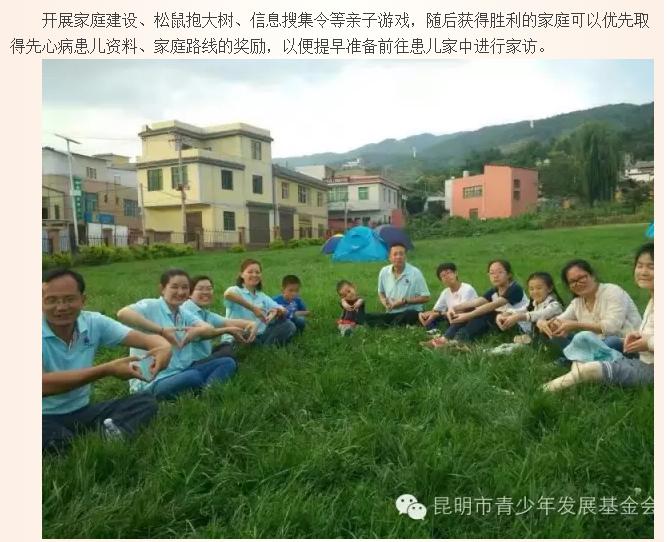 开展家庭建设、松鼠抱大树、信息搜集令等亲子游戏，随后获得胜利的家庭可以优先取
得先心病患儿资料、家庭路线的奖励，以便提早准备前往患儿家中进行家访。
昆明市青少年发展基金会